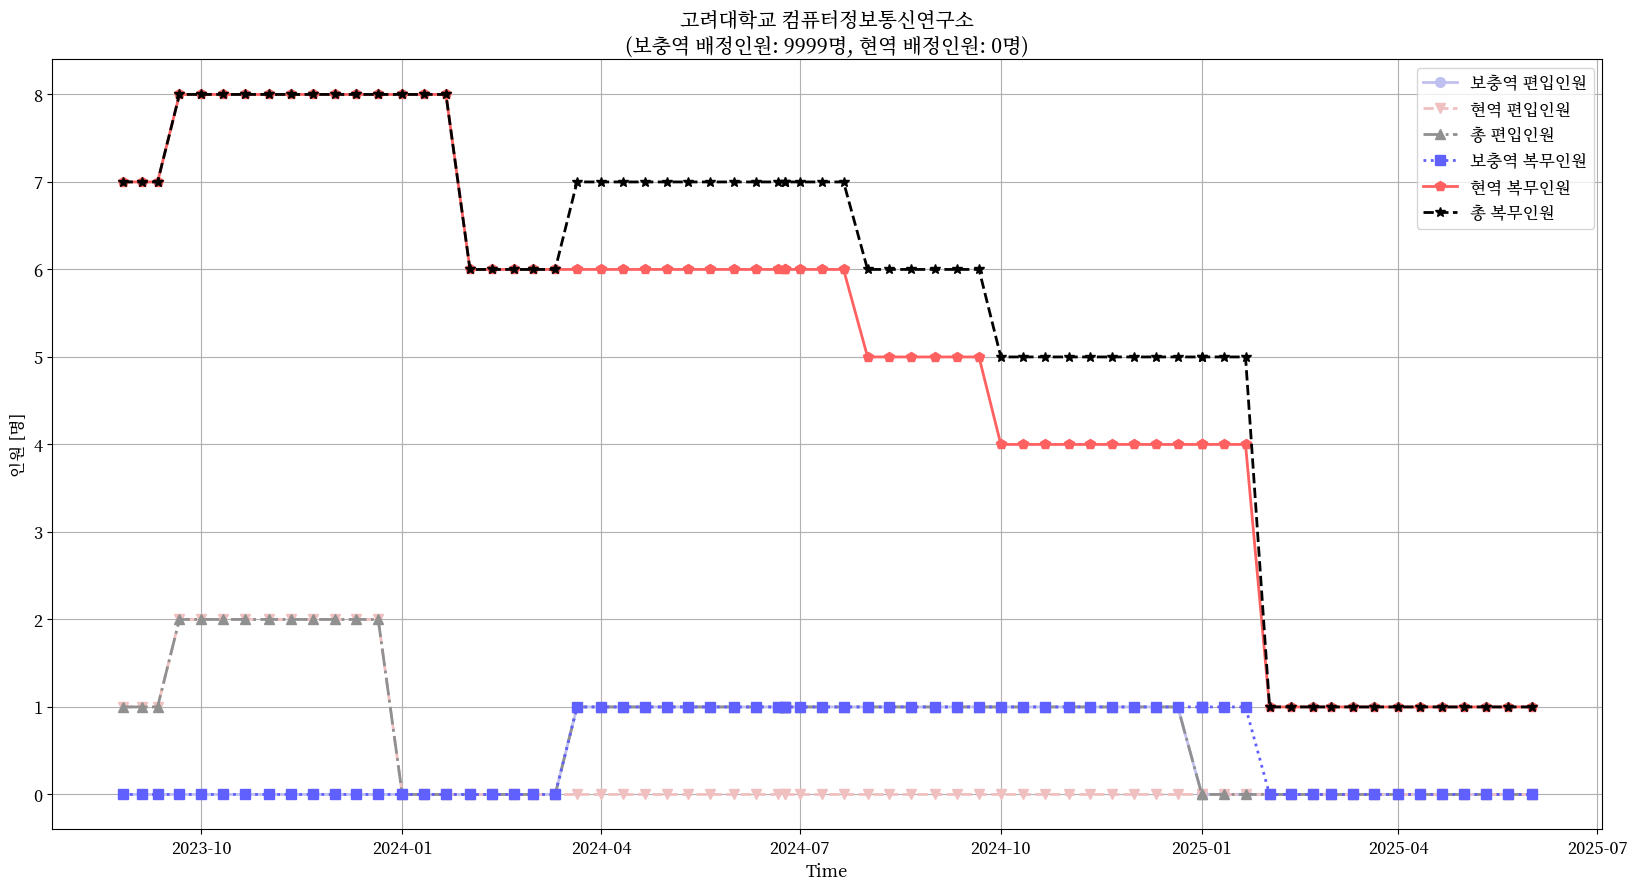 고려대학교 컴퓨터정보통신연구소
(보충역 배정인원: 9999명, 현역 배정인원: 0명)
보충역 편입인원
현역 편입인원
총 편입인원
보충역 복무인원
현역 복무인원
총 복무인원
인원 [명]
8
7
6
5
4
3
2
1
0
2023-10
2024-01
2024-04
2024-07
2024-10
2025-01
2025-04
2025-07
Time